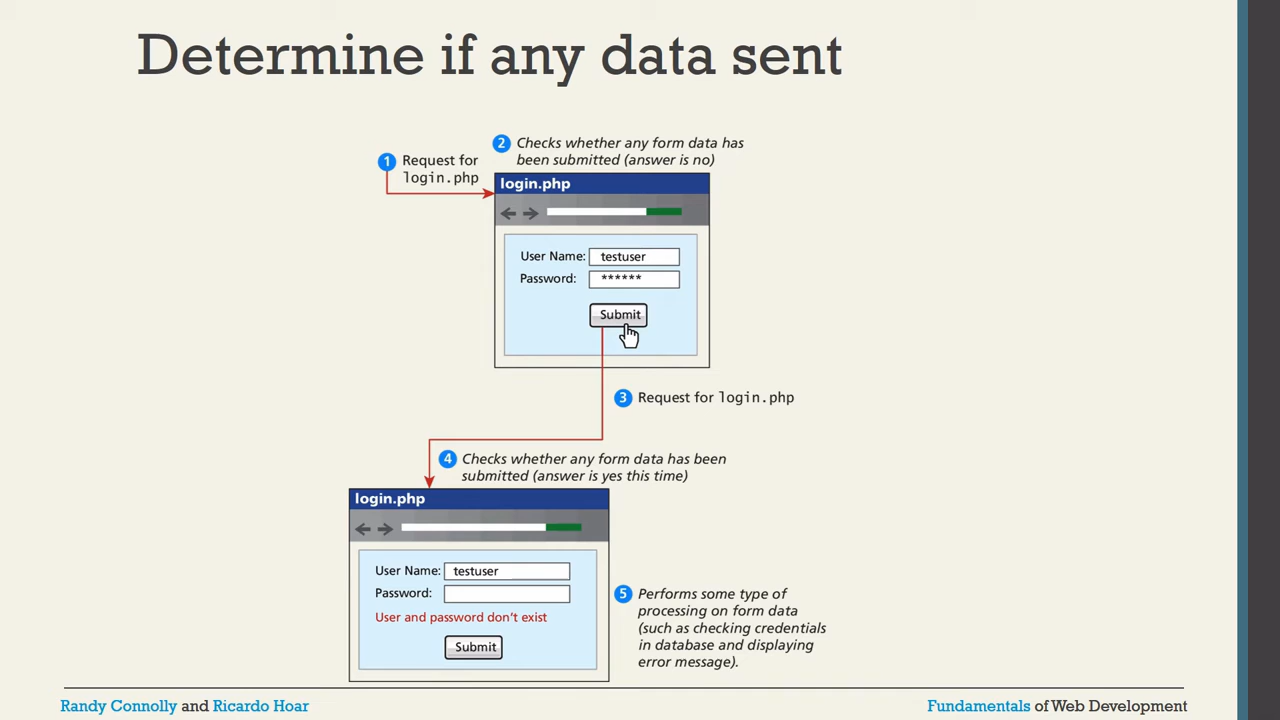 Determine if any data sent
1 Request for
login.php
2 Checks whether any form data has
been submitted (answer is no)
login.php
User Name: testuser
Password: ******
Submit
3 Request for login.php
4 Checks whether any form data has been
submitted (answer is yes this time)
login.php
User Name: testuser
Password:
User and password don't exist
Submit
5 Performs some type of
processing on form data
(such as checking credentials
in database and displaying
error message).
Randy Connolly and Ricardo Hoar
Fundamentals of Web Development